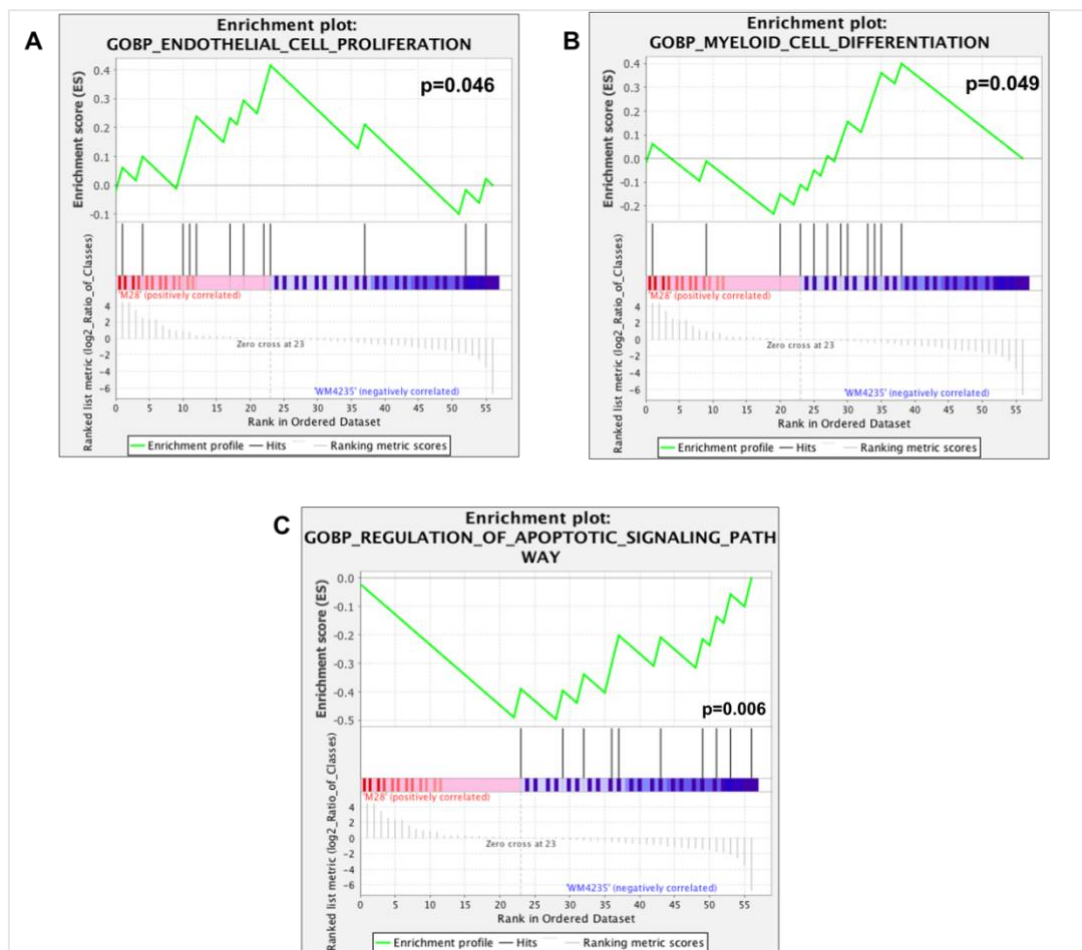 A
Enrichment plot:
GOBP_ENDOTHELIAL_CELL_PROLIFERATION
Enrichment score (ES)
0.4
0.3
0.2
0.1
0.0
-0.1
p=0.046
Ranked list metric (log2_Ratio_of_Classes)
'M28' (positively correlated)
4
2
0
-2
-4
-6
Zero cross at 23
'WM4235' (negatively correlated)
0 5 10 15 20 25 30 35 40 45 50 55
Rank in Ordered Dataset
Enrichment profile Hits Ranking metric scores
B
Enrichment plot:
GOBP_MYELOID_CELL_DIFFERENTIATION
Enrichment score (ES)
0.4
0.3
0.2
0.1
0.0
-0.1
-0.2
p=0.049
Ranked list metric (log2_Ratio_of_Classes)
'M28' (positively correlated)
4
2
0
-2
-4
-6
Zero cross at 23
'WM4235' (negatively correlated)
0 5 10 15 20 25 30 35 40 45 50 55
Rank in Ordered Dataset
Enrichment profile Hits Ranking metric scores
C
Enrichment plot:
GOBP_REGULATION_OF_APOPTOTIC_SIGNALING_PATH
WAY
Enrichment score (ES)
0.0
-0.1
-0.2
-0.3
-0.4
-0.5
p=0.006
Ranked list metric (log2_Ratio_of_Classes)
'M28' (positively correlated)
4
2
0
-2
-4
-6
Zero cross at 23
'WM4235' (negatively correlated)
0 5 10 15 20 25 30 35 40 45 50 55
Rank in Ordered Dataset
Enrichment profile Hits Ranking metric scores